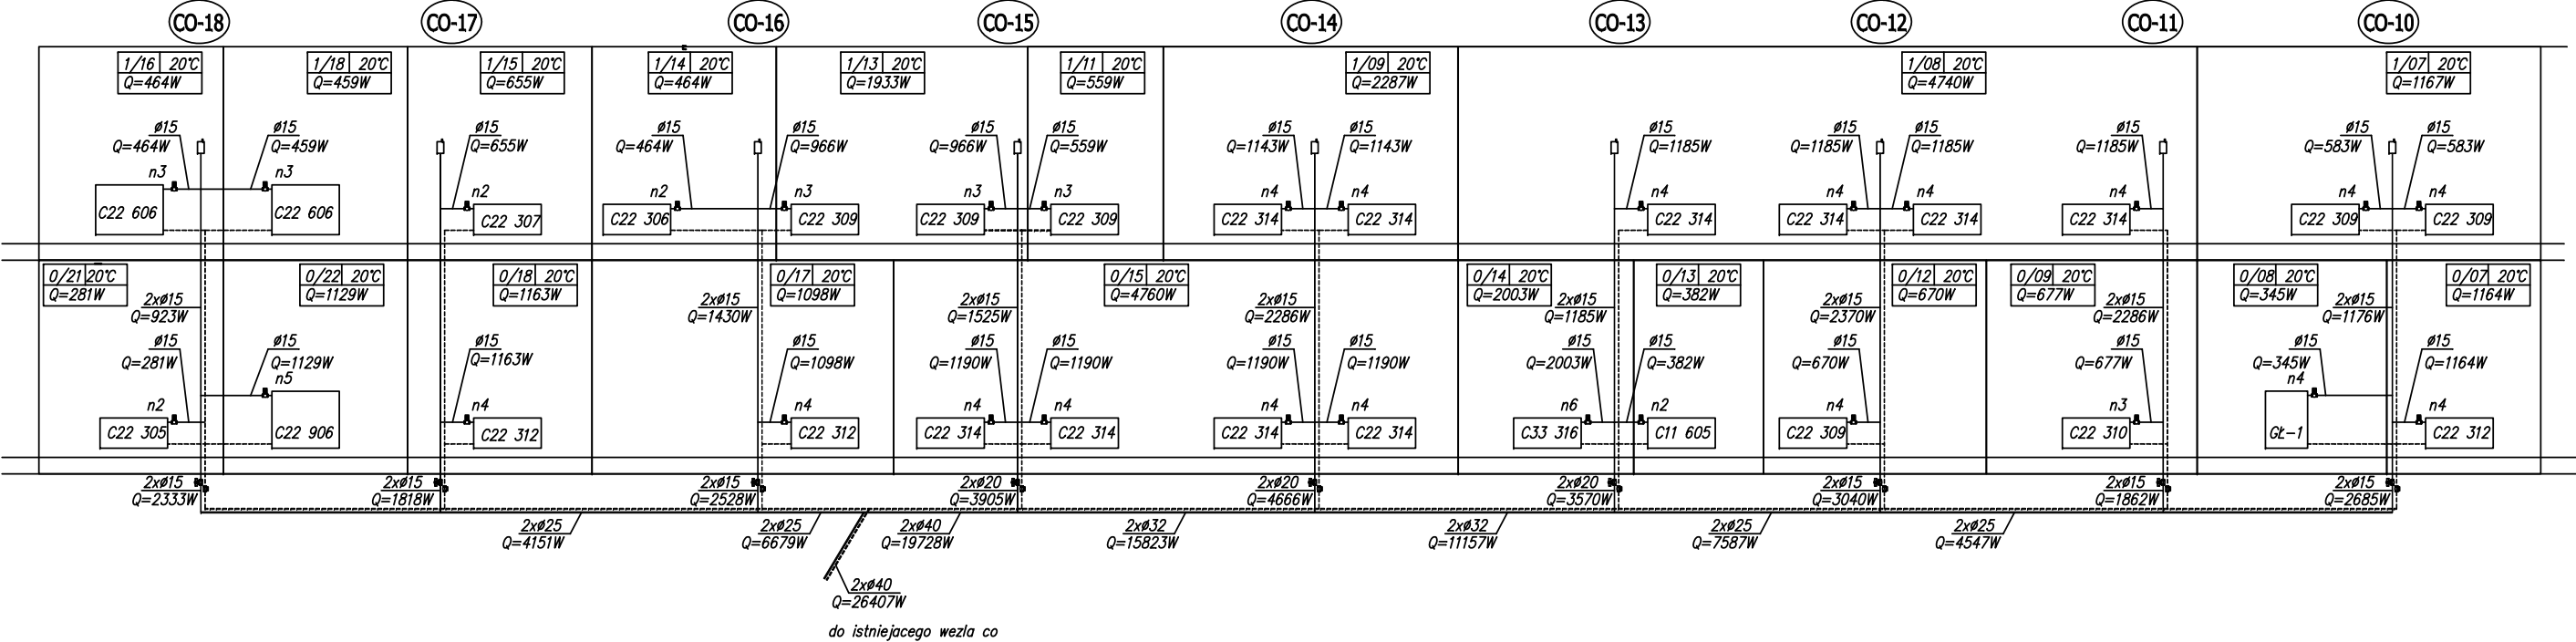 CO-18 CO-17 CO-16 CO-15 CO-14 CO-13 CO-12 CO-11 CO-10
1/16 20℃ 1/18 20℃ 1/15 20℃ 1/14 20℃ 1/13 20℃ 1/11 20℃ 1/09 20℃ 1/08 20℃ 1/07 20℃
Q=464W Q=459W Q=655W Q=464W Q=1933W Q=559W Q=2287W Q=4740W Q=1167W
ø15 ø15 ø15 ø15 ø15 ø15 ø15 ø15 ø15 ø15 ø15 ø15 ø15 ø15 ø15
Q=464W Q=459W Q=655W Q=464W Q=966W Q=966W Q=559W Q=1143W Q=1143W Q=1185W Q=1185W Q=1185W Q=1185W Q=583W Q=583W
n3 n3 n2 n2 n3 n3 n3 n4 n4 n4 n4 n4 n4 n4 n4
C22 606 C22 606 C22 307 C22 306 C22 309 C22 309 C22 309 C22 314 C22 314 C22 314 C22 314 C22 314 C22 314 C22 309 C22 309
0/21 20℃ 0/22 20℃ 0/18 20℃ 0/17 20℃ 0/15 20℃ 0/14 20℃ 0/13 20℃ 0/12 20℃ 0/09 20℃ 0/08 20℃ 0/07 20℃
Q=281W Q=1129W Q=1163W Q=1098W Q=4760W Q=2003W Q=382W Q=670W Q=677W Q=345W Q=1164W
2xø15 2xø15 2xø15 2xø15 2xø15 2xø15 2xø15 2xø15
Q=923W Q=1430W Q=1525W Q=2286W Q=1185W Q=2370W Q=2286W Q=1176W
ø15 ø15 ø15 ø15 ø15 ø15 ø15 ø15 ø15 ø15 ø15 ø15 ø15 ø15
Q=281W Q=1129W Q=1163W Q=1098W Q=1190W Q=1190W Q=1190W Q=1190W Q=2003W Q=382W Q=670W Q=677W Q=345W Q=1164W
n5 n4
n2 n4 n4 n4 n4 n4 n4 n6 n2 n4 n3 n4
C22 305 C22 906 C22 312 C22 312 C22 314 C22 314 C22 314 C22 314 C33 316 C11 605 C22 309 C22 310 GŁ-1 C22 312
2xø15 2xø15 2xø15 2xø20 2xø20 2xø20 2xø15 2xø15 2xø15
Q=2333W Q=1818W Q=2528W Q=3905W Q=4666W Q=3570W Q=3040W Q=1862W Q=2685W
2xø25 2xø25 2xø40 2xø32 2xø32 2xø25 2xø25
Q=4151W Q=6679W Q=19728W Q=15823W Q=11157W Q=7587W Q=4547W
2xø40
Q=26407W
do istniejacego wezla co